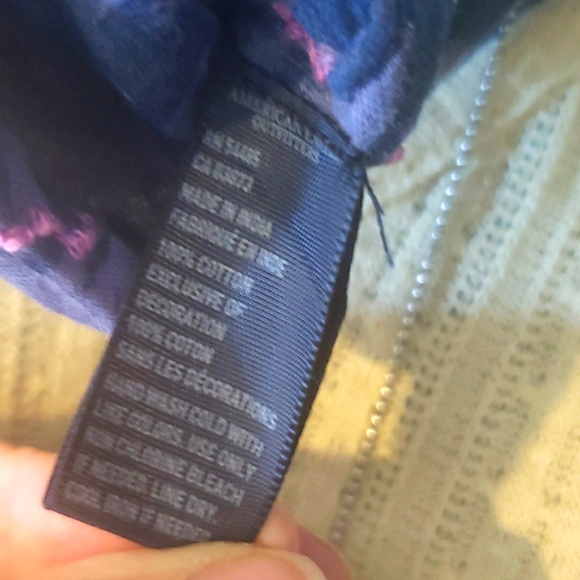 AMERICAN EAGLE
OUTFITTERS
RN 54485
CA 03673
MADE IN INDIA
FABRIQUÉ EN INDE
100% COTTON
EXCLUSIVE OF
DECORATION
100% COTON
SANS LES DÉCORATIONS
HAND WASH COLD WITH
LIKE COLORS. USE ONLY
NON CHLORINE BLEACH
IF NEEDED. LINE DRY.
COOL IRON IF NEEDED.